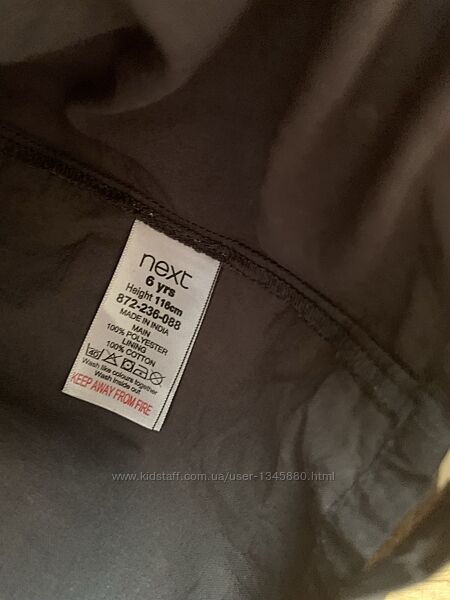 next
6 yrs
Height 116cm
872-236-088
MADE IN INDIA
MAIN
100% POLYESTER
LINING
100% COTTON
40
Wash like colours together
Wash inside out
KEEP AWAY FROM FIRE
www.kidstaff.com.ua/user-1345880.html